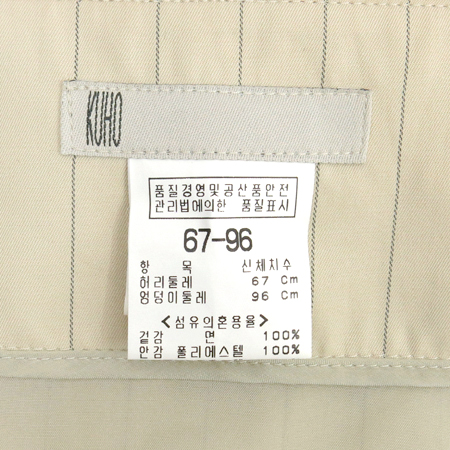 KUHO
품질경영및공산품안전
관리법에의한 품질표시
67-96
항 목 신체치수
허리둘레 67 Cm
엉덩이둘레 96 Cm
<섬유의혼용율>
겉감 면 100%
안감 폴리에스텔 100%